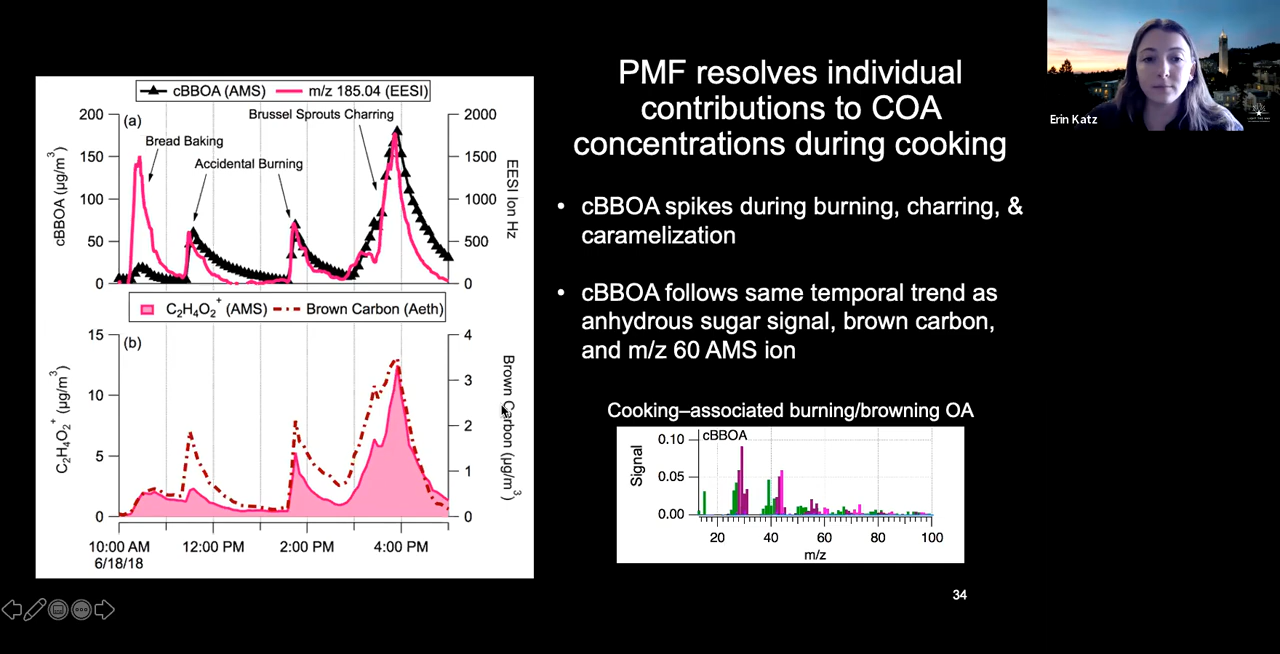 PMF resolves individual
contributions to COA
concentrations during cooking
• cBBOA spikes during burning, charring, &
caramelization
• cBBOA follows same temporal trend as
anhydrous sugar signal, brown carbon,
and m/z 60 AMS ion
cBBOA (AMS) m/z 185.04 (EESI)
Brussel Sprouts Charring
(a)
Bread Baking
Accidental Burning
200
150
100
50
0
cBBOA (µg/m³)
2000
1500
1000
500
0
EESI Ion Hz
C₂H₄O₂⁺ (AMS) Brown Carbon (Aeth)
(b)
15
10
5
0
C₂H₄O₂⁺ (µg/m³)
4
3
2
1
0
Brown Carbon (µg/m³)
10:00 AM 12:00 PM 2:00 PM 4:00 PM
6/18/18
Cooking–associated burning/browning OA
cBBOA
0.10
0.05
0.00
Signal
20 40 60 80 100
m/z
34
Erin Katz